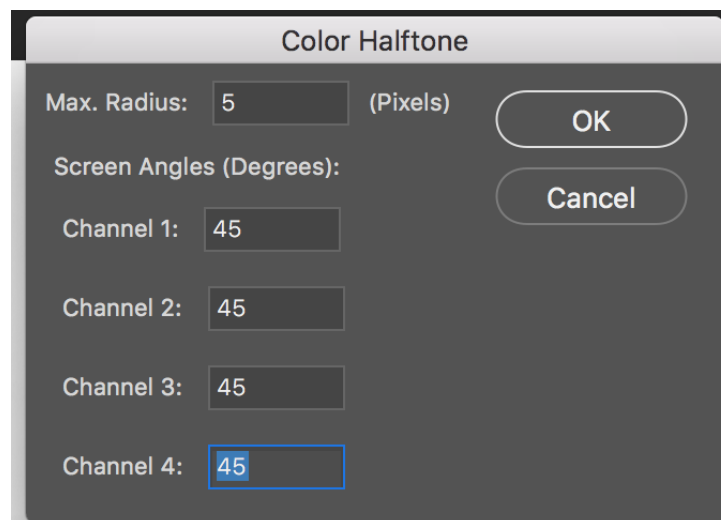 Color Halftone
Max. Radius: 5 (Pixels) OK
Screen Angles (Degrees):
Cancel
Channel 1: 45
Channel 2: 45
Channel 3: 45
Channel 4: 45